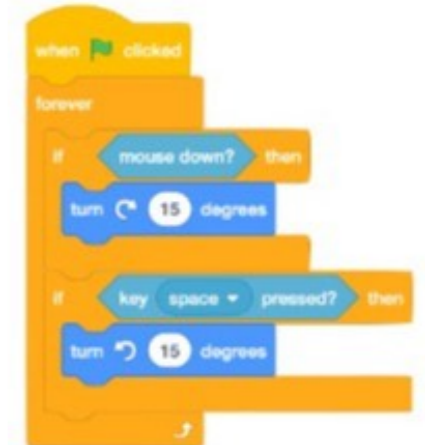 when clicked
forever
if mouse down? then
turn 15 degrees
if key space pressed? then
turn 15 degrees